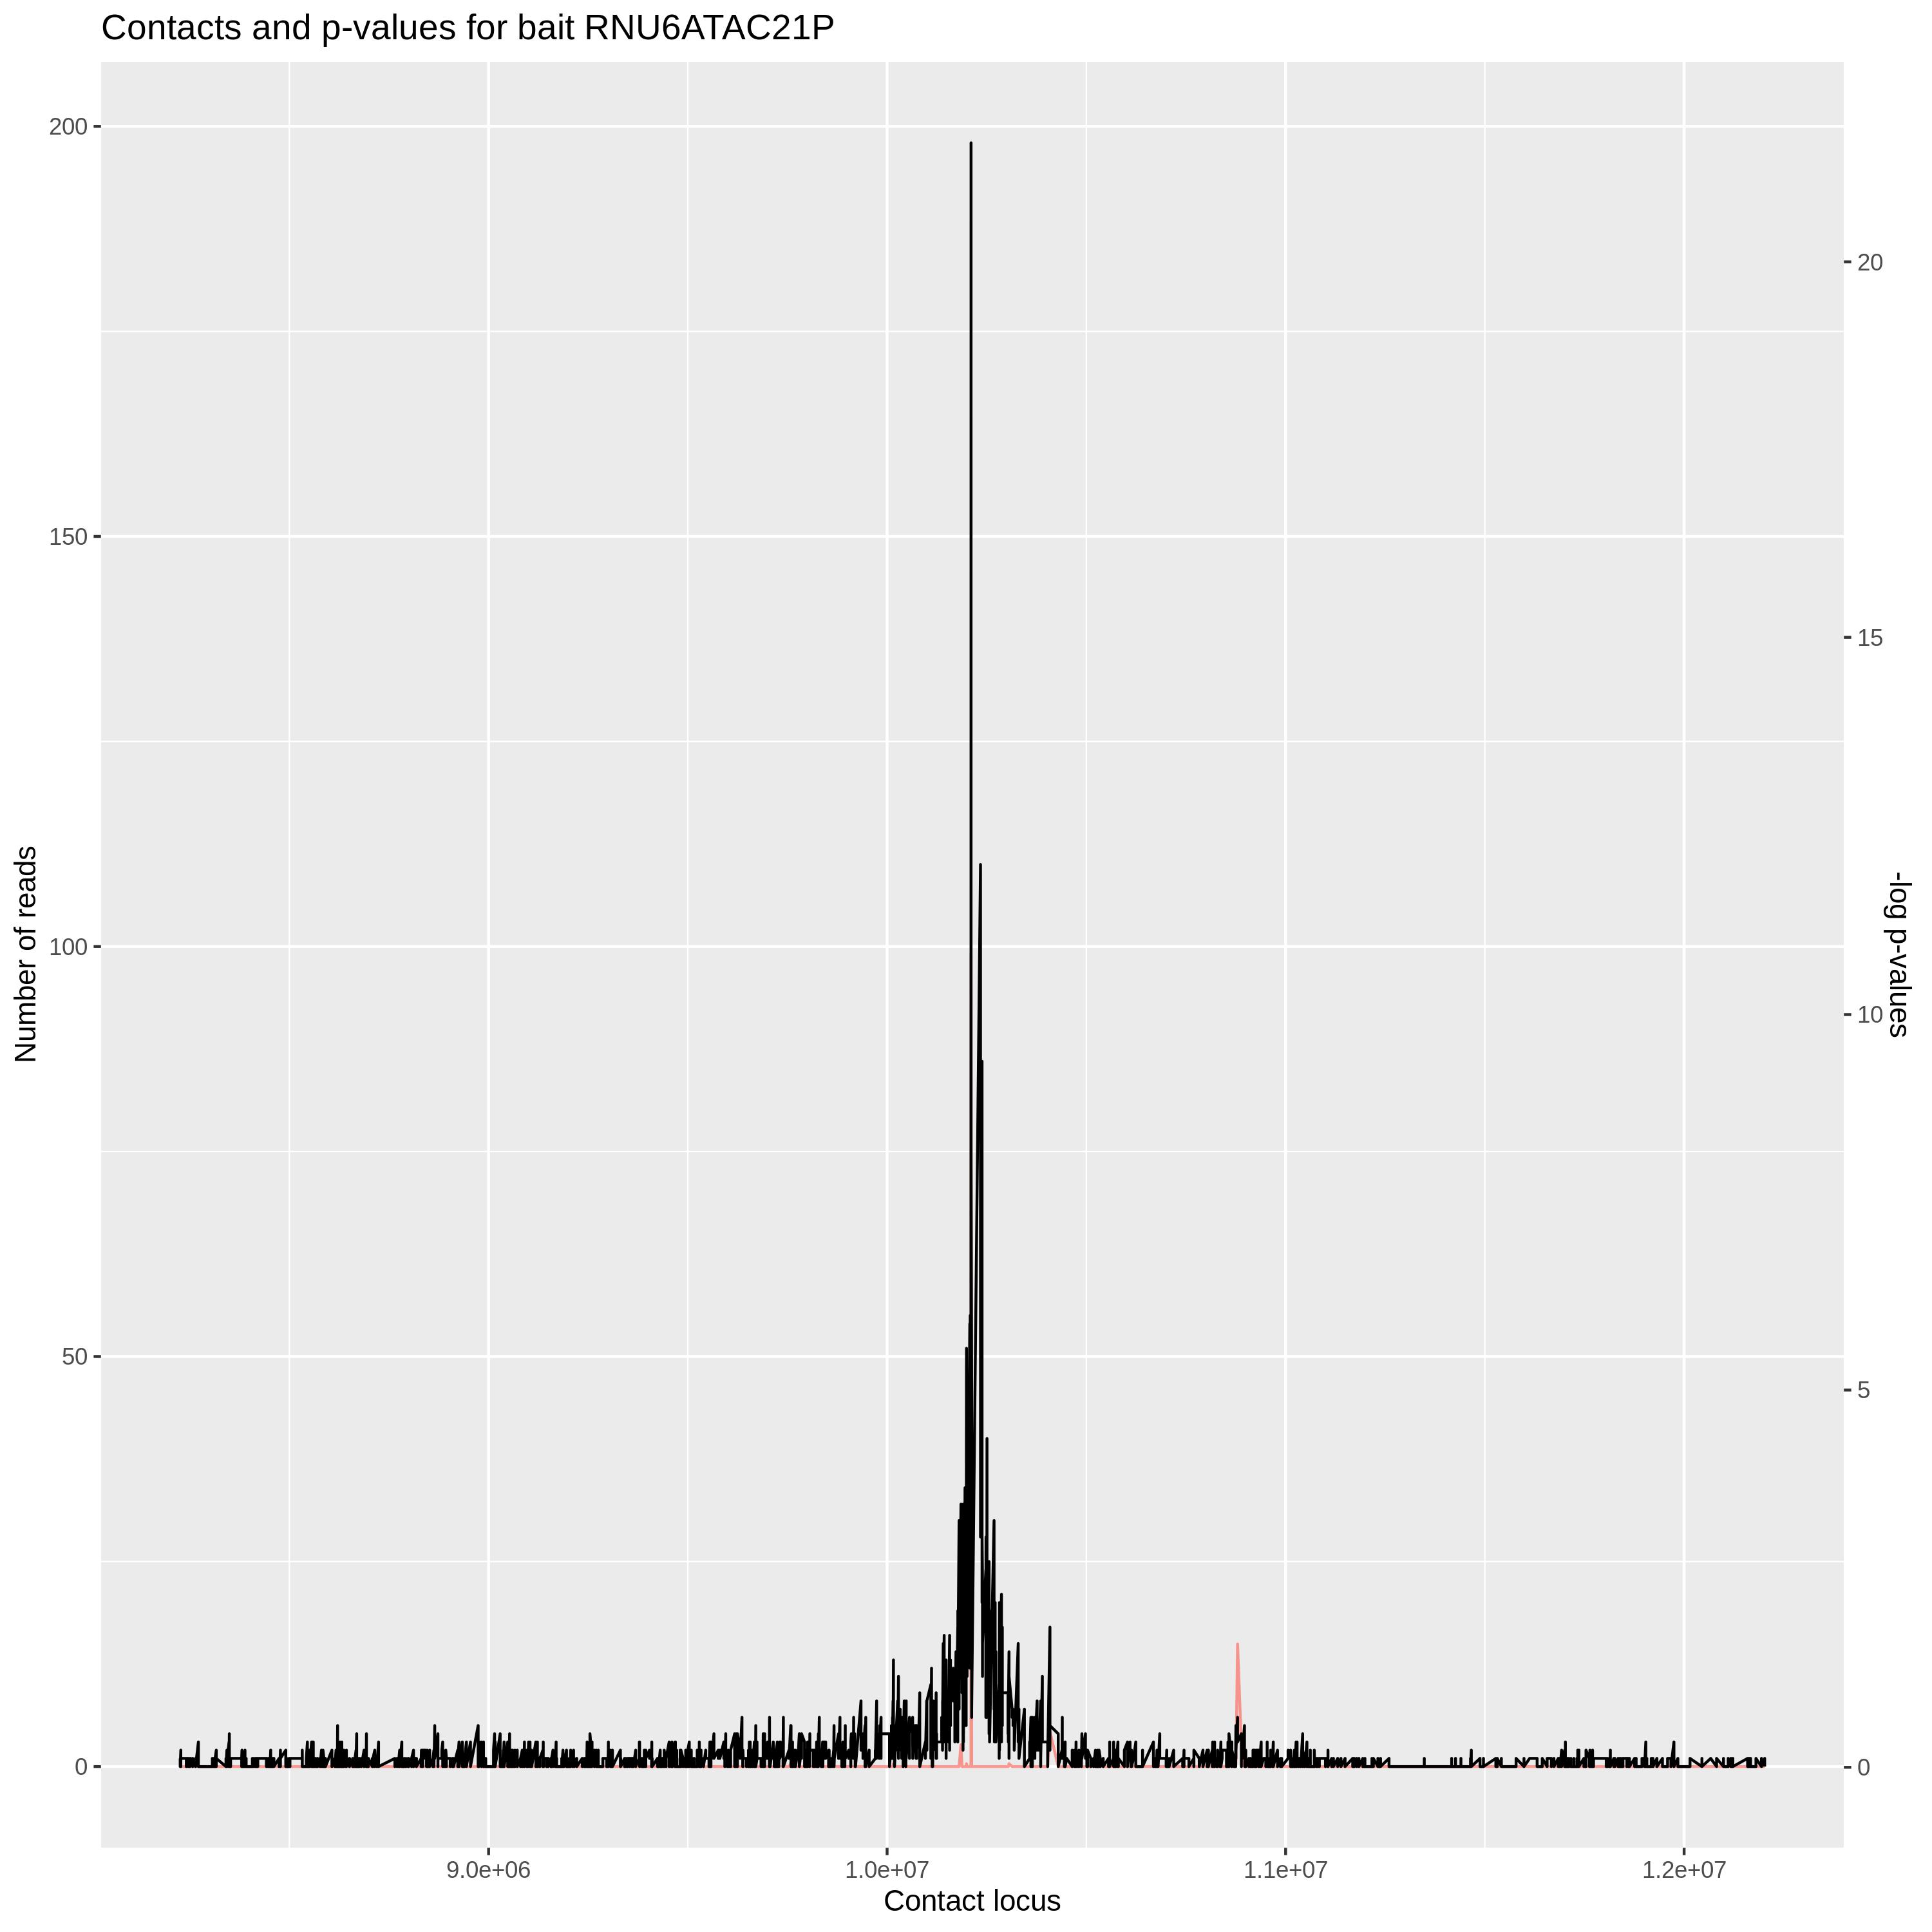 Contacts and p-values for bait RNU6ATAC21P
200
150
100
50
0
Number of reads
20
15
10
5
0
-log p-values
9.0e+06
1.0e+07
1.1e+07
1.2e+07
Contact locus